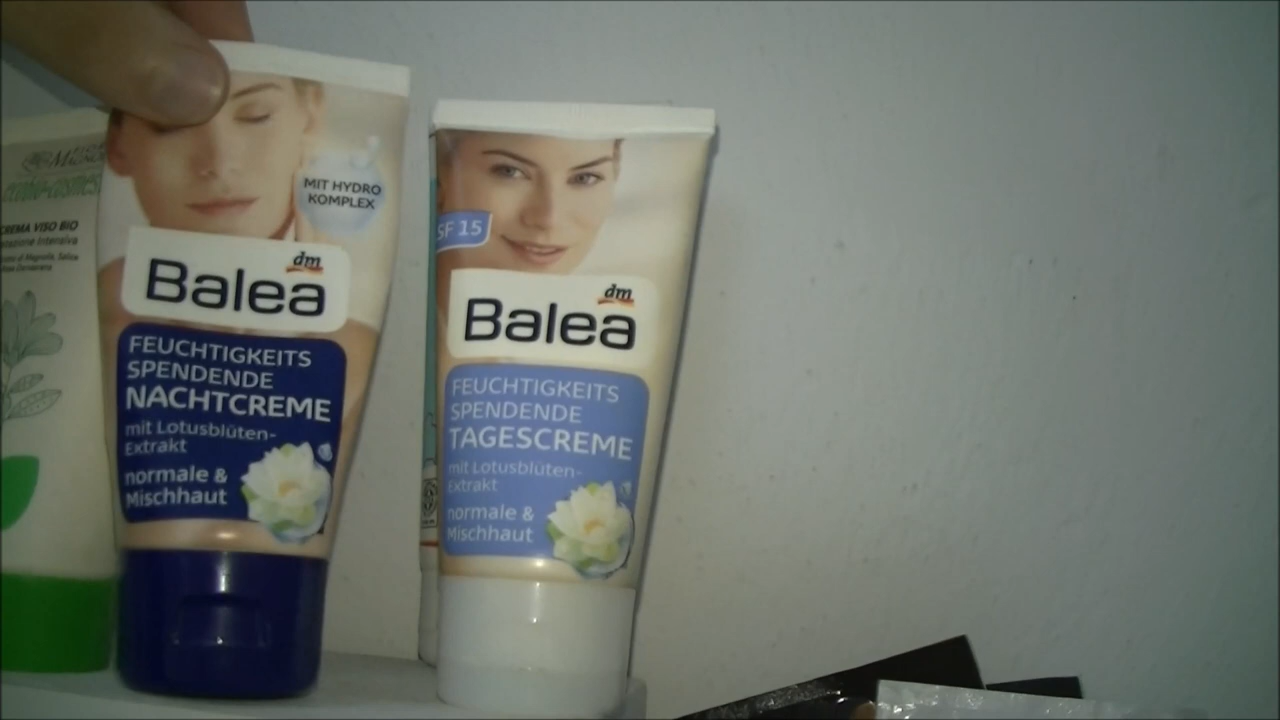 CREMA VISO BIO
MIT HYDRO
KOMPLEX
dm
Balea
FEUCHTIGKEITS
SPENDENDE
NACHTCREME
mit Lotusblüten-
Extrakt
normale &
Mischhaut
SF 15
dm
Balea
FEUCHTIGKEITS
SPENDENDE
TAGESCREME
mit Lotusblüten-
Extrakt
normale &
Mischhaut